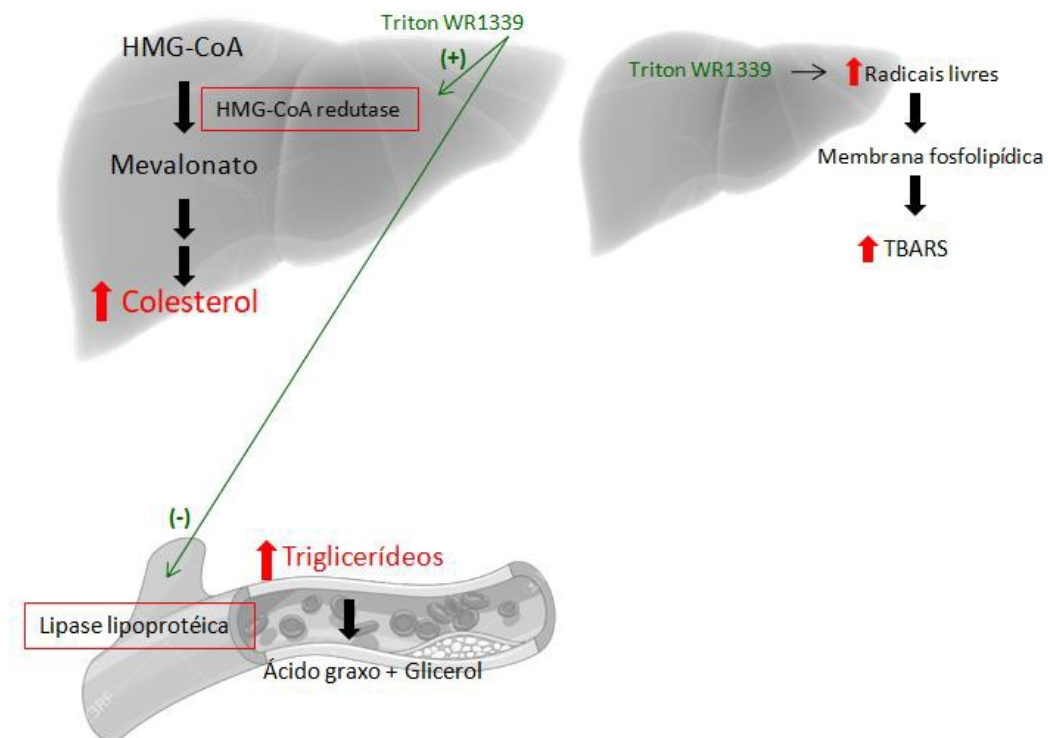 Triton WR1339
HMG-CoA
(+)
HMG-CoA redutase
Mevalonato
Colesterol
Triton WR1339
Radicais livres
Membrana fosfolipídica
TBARS
(-)
Triglicerídeos
Lipase lipoprotéica
Ácido graxo + Glicerol